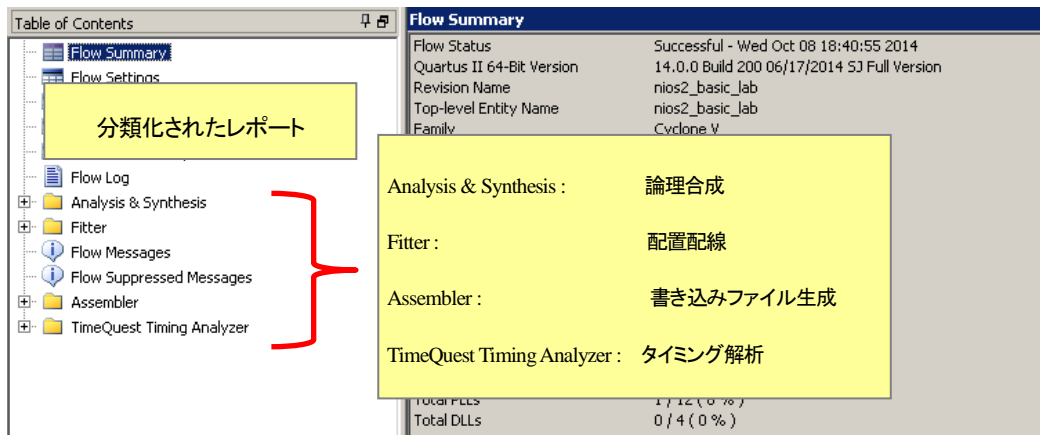 Table of Contents
Flow Summary
Flow Settings
分類化されたレポート
Flow Log
Analysis & Synthesis
Fitter
Flow Messages
Flow Suppressed Messages
Assembler
TimeQuest Timing Analyzer
Flow Summary
Flow Status Successful - Wed Oct 08 18:40:55 2014
Quartus II 64-Bit Version 14.0.0 Build 200 06/17/2014 SJ Full Version
Revision Name nios2_basic_lab
Top-level Entity Name nios2_basic_lab
Family Cyclone V
Analysis & Synthesis : 論理合成
Fitter : 配置配線
Assembler : 書き込みファイル生成
TimeQuest Timing Analyzer : タイミング解析
Total PLLs 1 / 12 ( 8 % )
Total DLLs 0 / 4 ( 0 % )